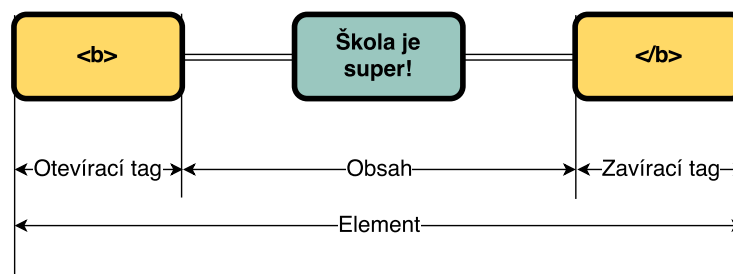 <b>
Škola je
super!
</b>
Otevírací tag
Obsah
Zavírací tag
Element